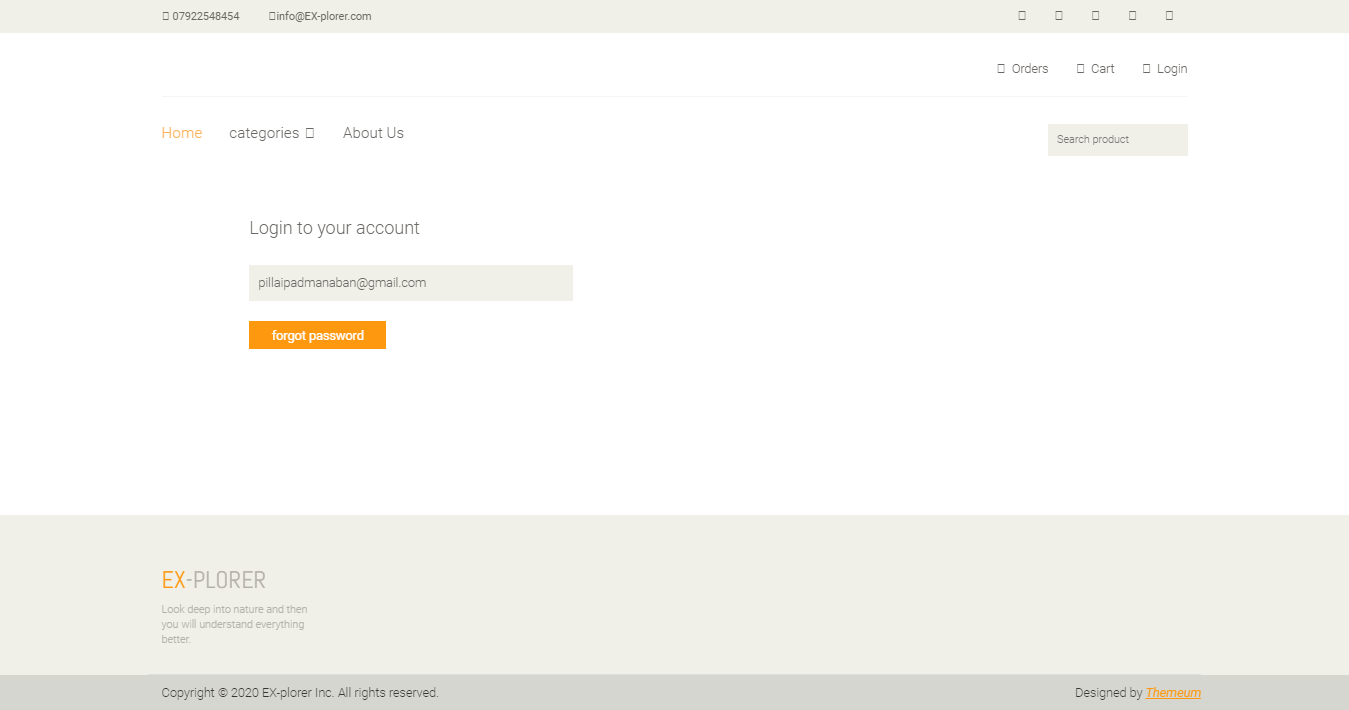 07922548454 info@EX-plorer.com
Orders Cart Login
Home categories About Us
Search product
Login to your account
pillaipadmanaban@gmail.com
forgot password
EX-PLORER
Look deep into nature and then
you will understand everything
better.
Copyright © 2020 EX-plorer Inc. All rights reserved. Designed by Themeum